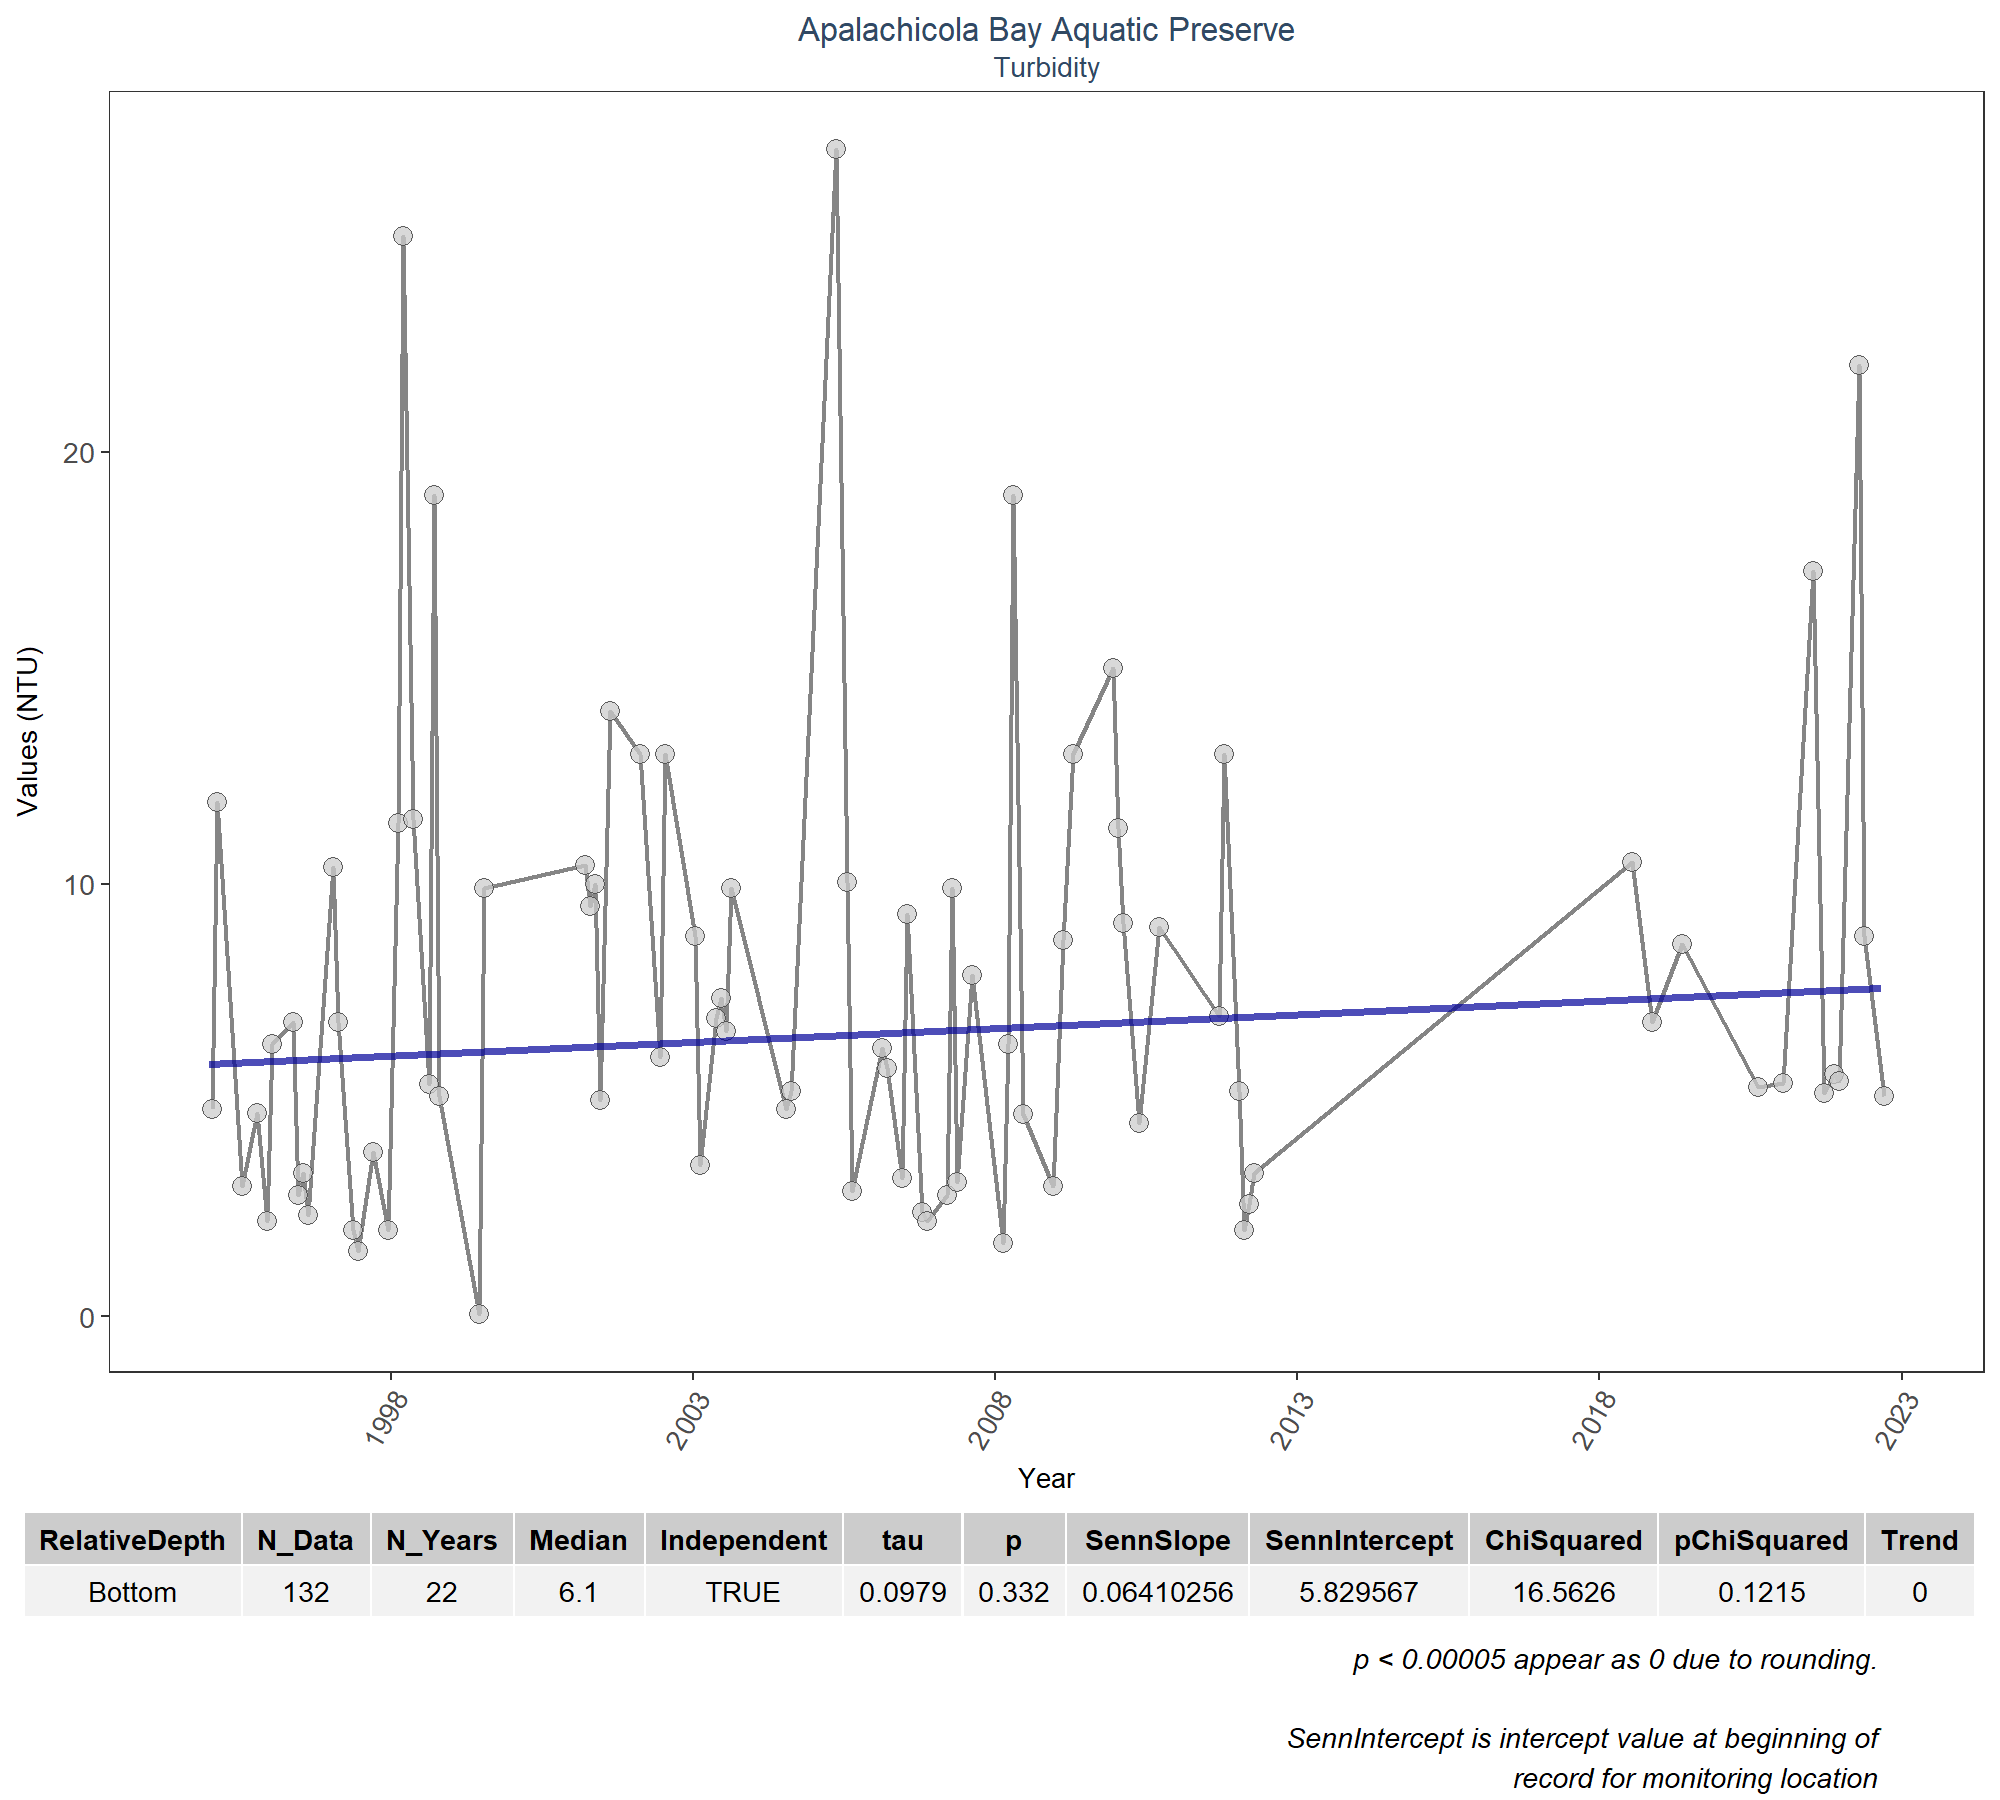 Apalachicola Bay Aquatic Preserve
Turbidity
Values (NTU)
20
10
0
1998 2003 2008 2013 2018 2023
Year
RelativeDepth N_Data N_Years Median Independent tau p SennSlope SennIntercept ChiSquared pChiSquared Trend
Bottom 132 22 6.1 TRUE 0.0979 0.332 0.06410256 5.829567 16.5626 0.1215 0
p < 0.00005 appear as 0 due to rounding.
SennIntercept is intercept value at beginning of
record for monitoring location